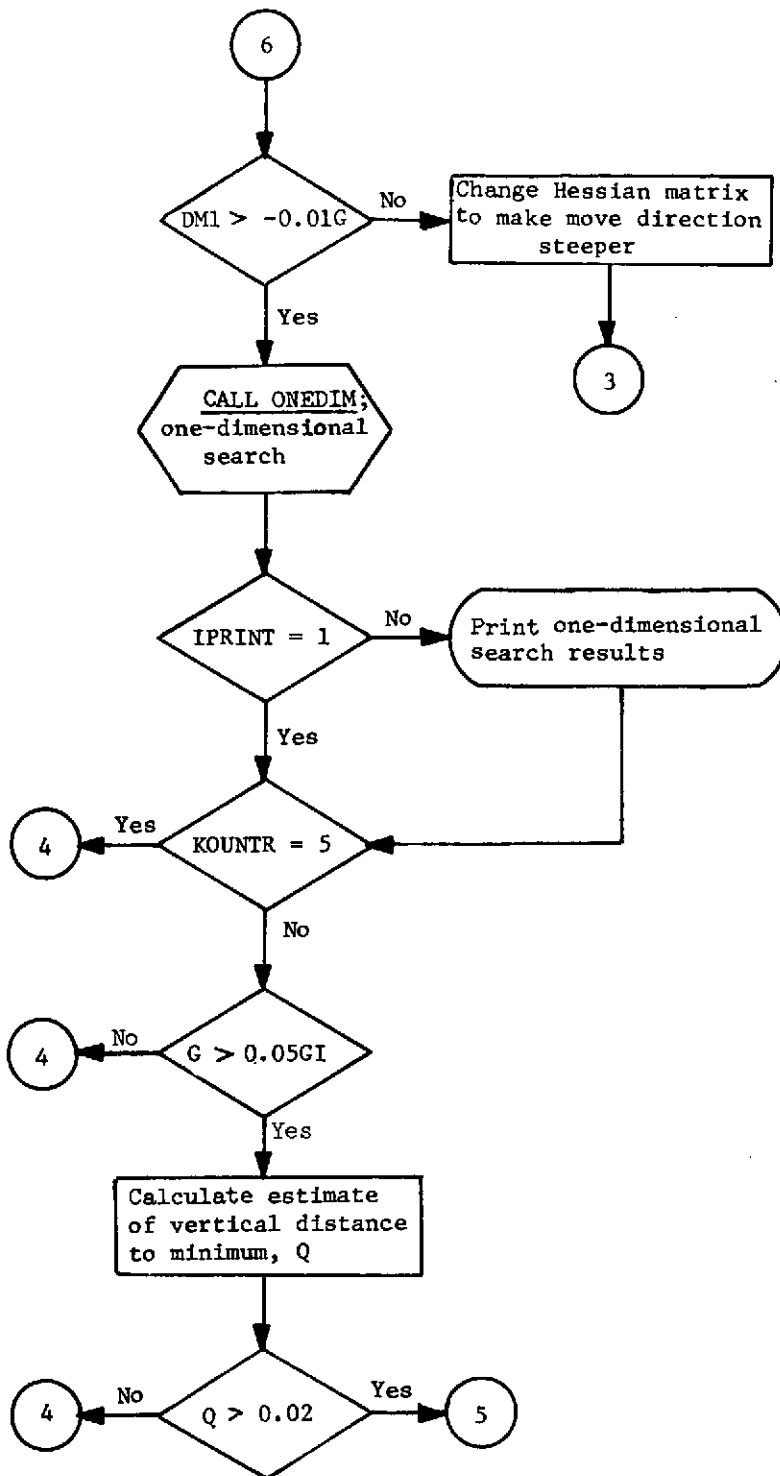 6
DM1 > -0.01G
No
Change Hessian matrix
to make move direction
steeper
Yes
3
CALL ONEDIM;
one-dimensional
search
IPRINT = 1
No
Print one-dimensional
search results
Yes
4
Yes
KOUNTR = 5
No
4
No
G > 0.05GI
Yes
Calculate estimate
of vertical distance
to minimum, Q
4
No
Q > 0.02
Yes
5